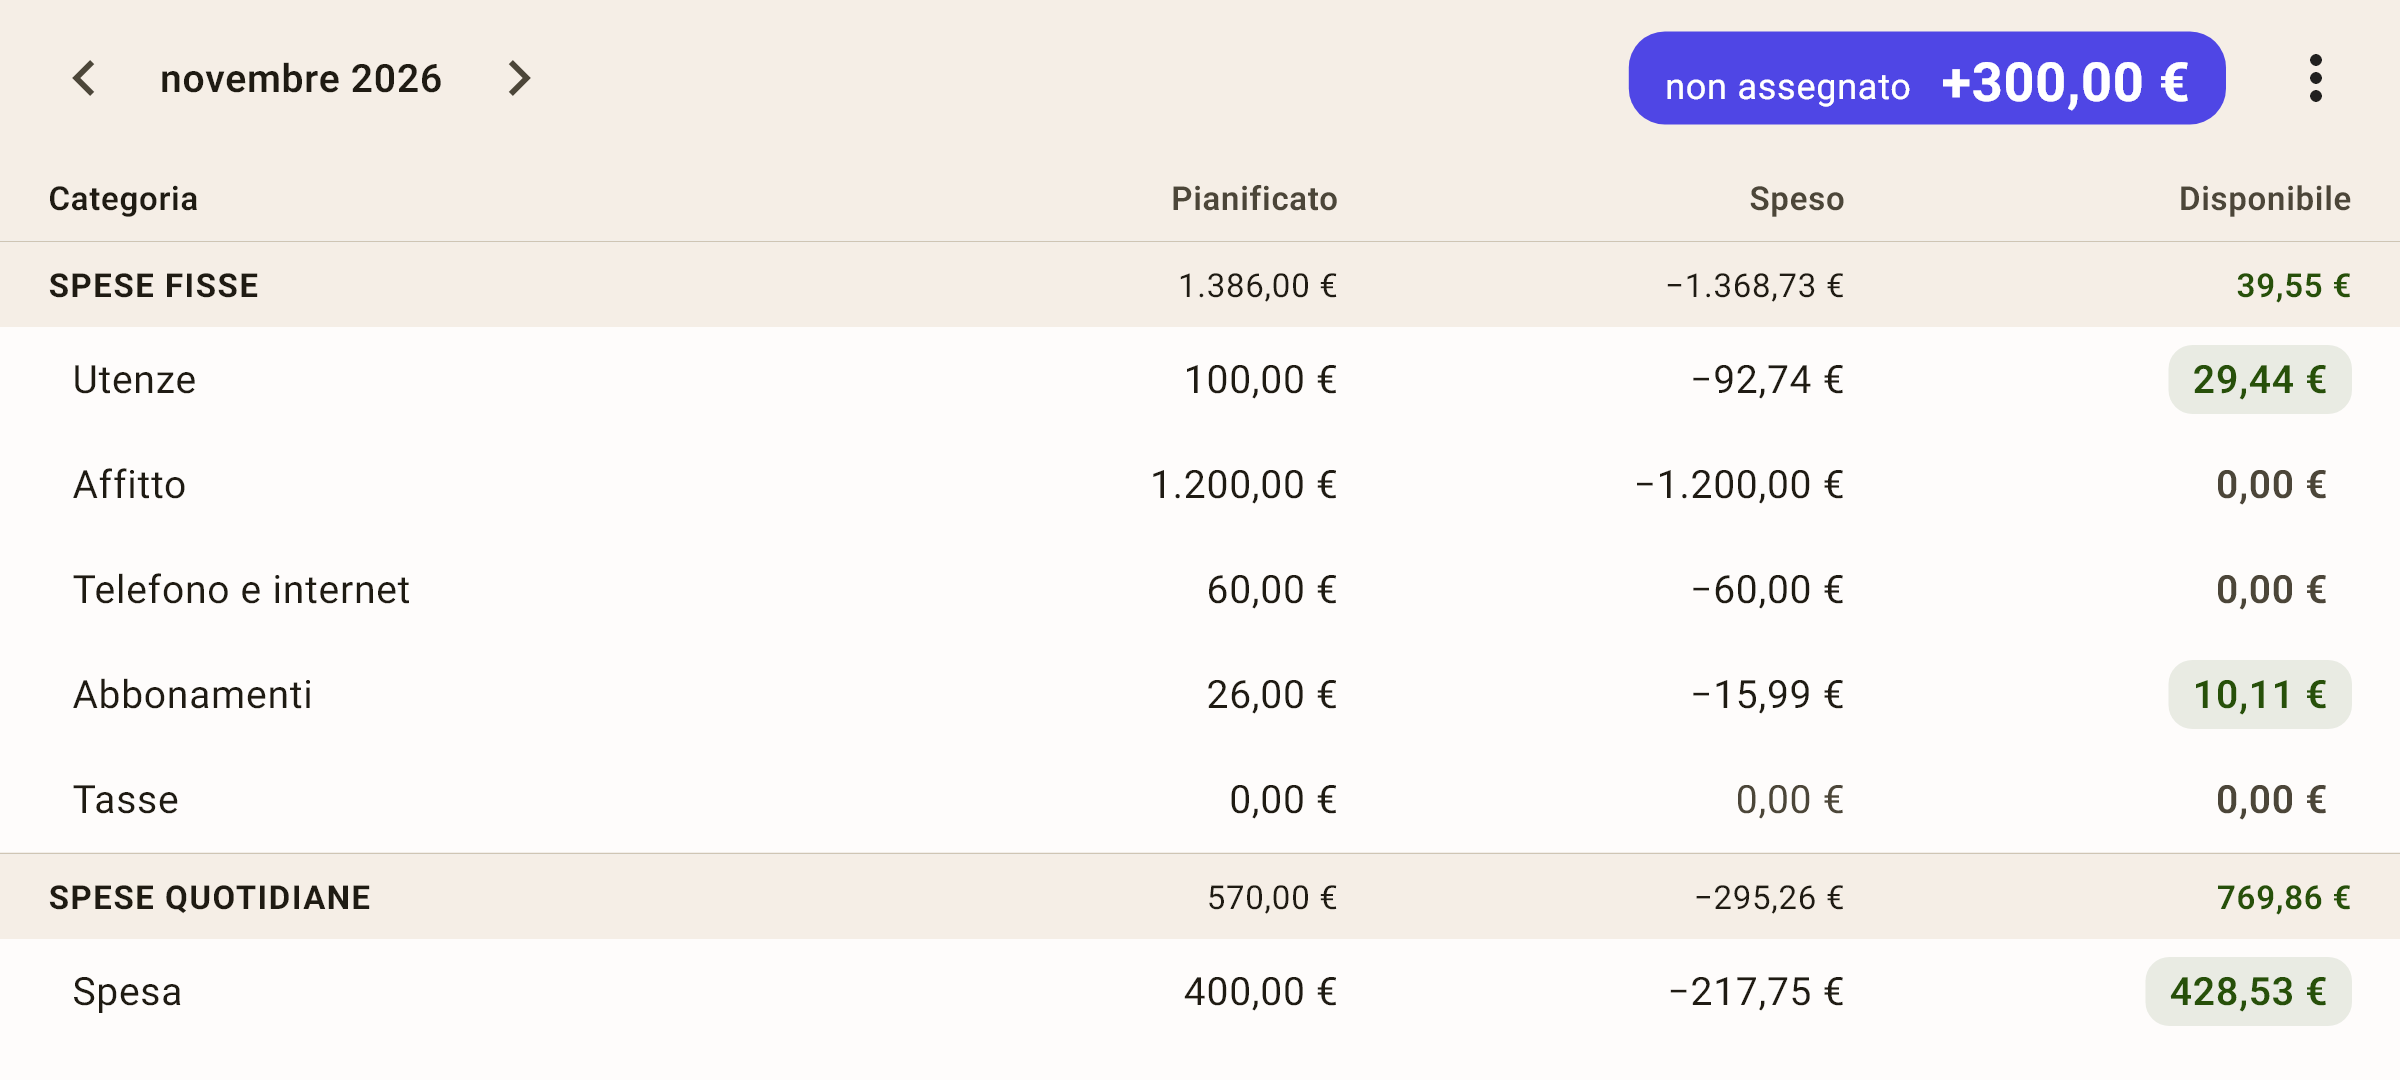 novembre 2026 non assegnato +300,00 €
Categoria Pianificato Speso Disponibile
SPESE FISSE 1.386,00 € −1.368,73 € 39,55 €
Utenze 100,00 € −92,74 € 29,44 €
Affitto 1.200,00 € −1.200,00 € 0,00 €
Telefono e internet 60,00 € −60,00 € 0,00 €
Abbonamenti 26,00 € −15,99 € 10,11 €
Tasse 0,00 € 0,00 € 0,00 €
SPESE QUOTIDIANE 570,00 € −295,26 € 769,86 €
Spesa 400,00 € −217,75 € 428,53 €